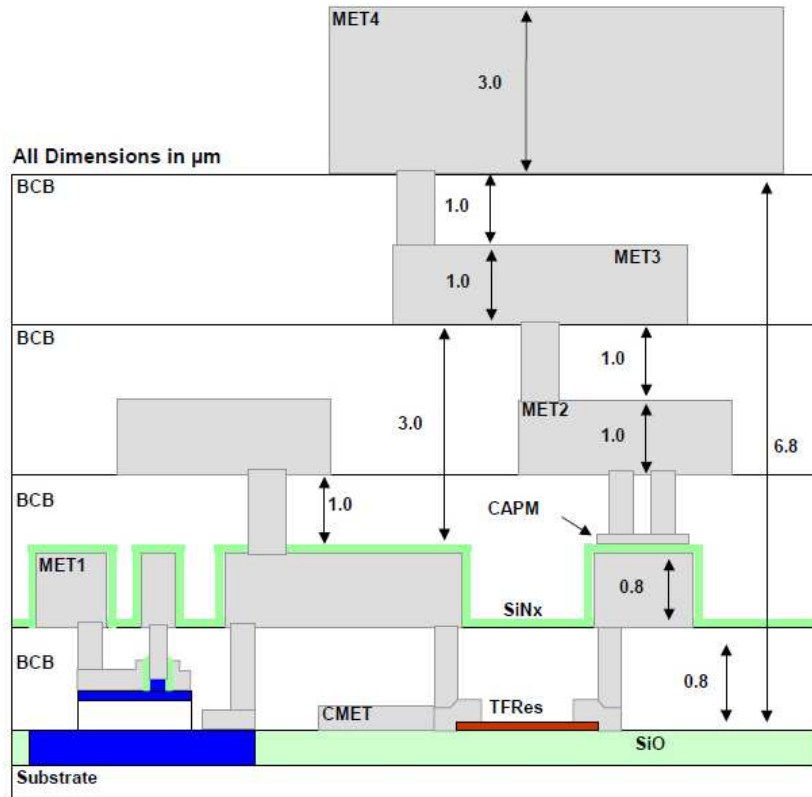 MET4
3.0
All Dimensions in µm
BCB
1.0
MET3
1.0
BCB
1.0
MET2
3.0
1.0
6.8
BCB
1.0
CAPM
MET1
0.8
SiNx
BCB
0.8
TFRes
CMET
SiO
Substrate